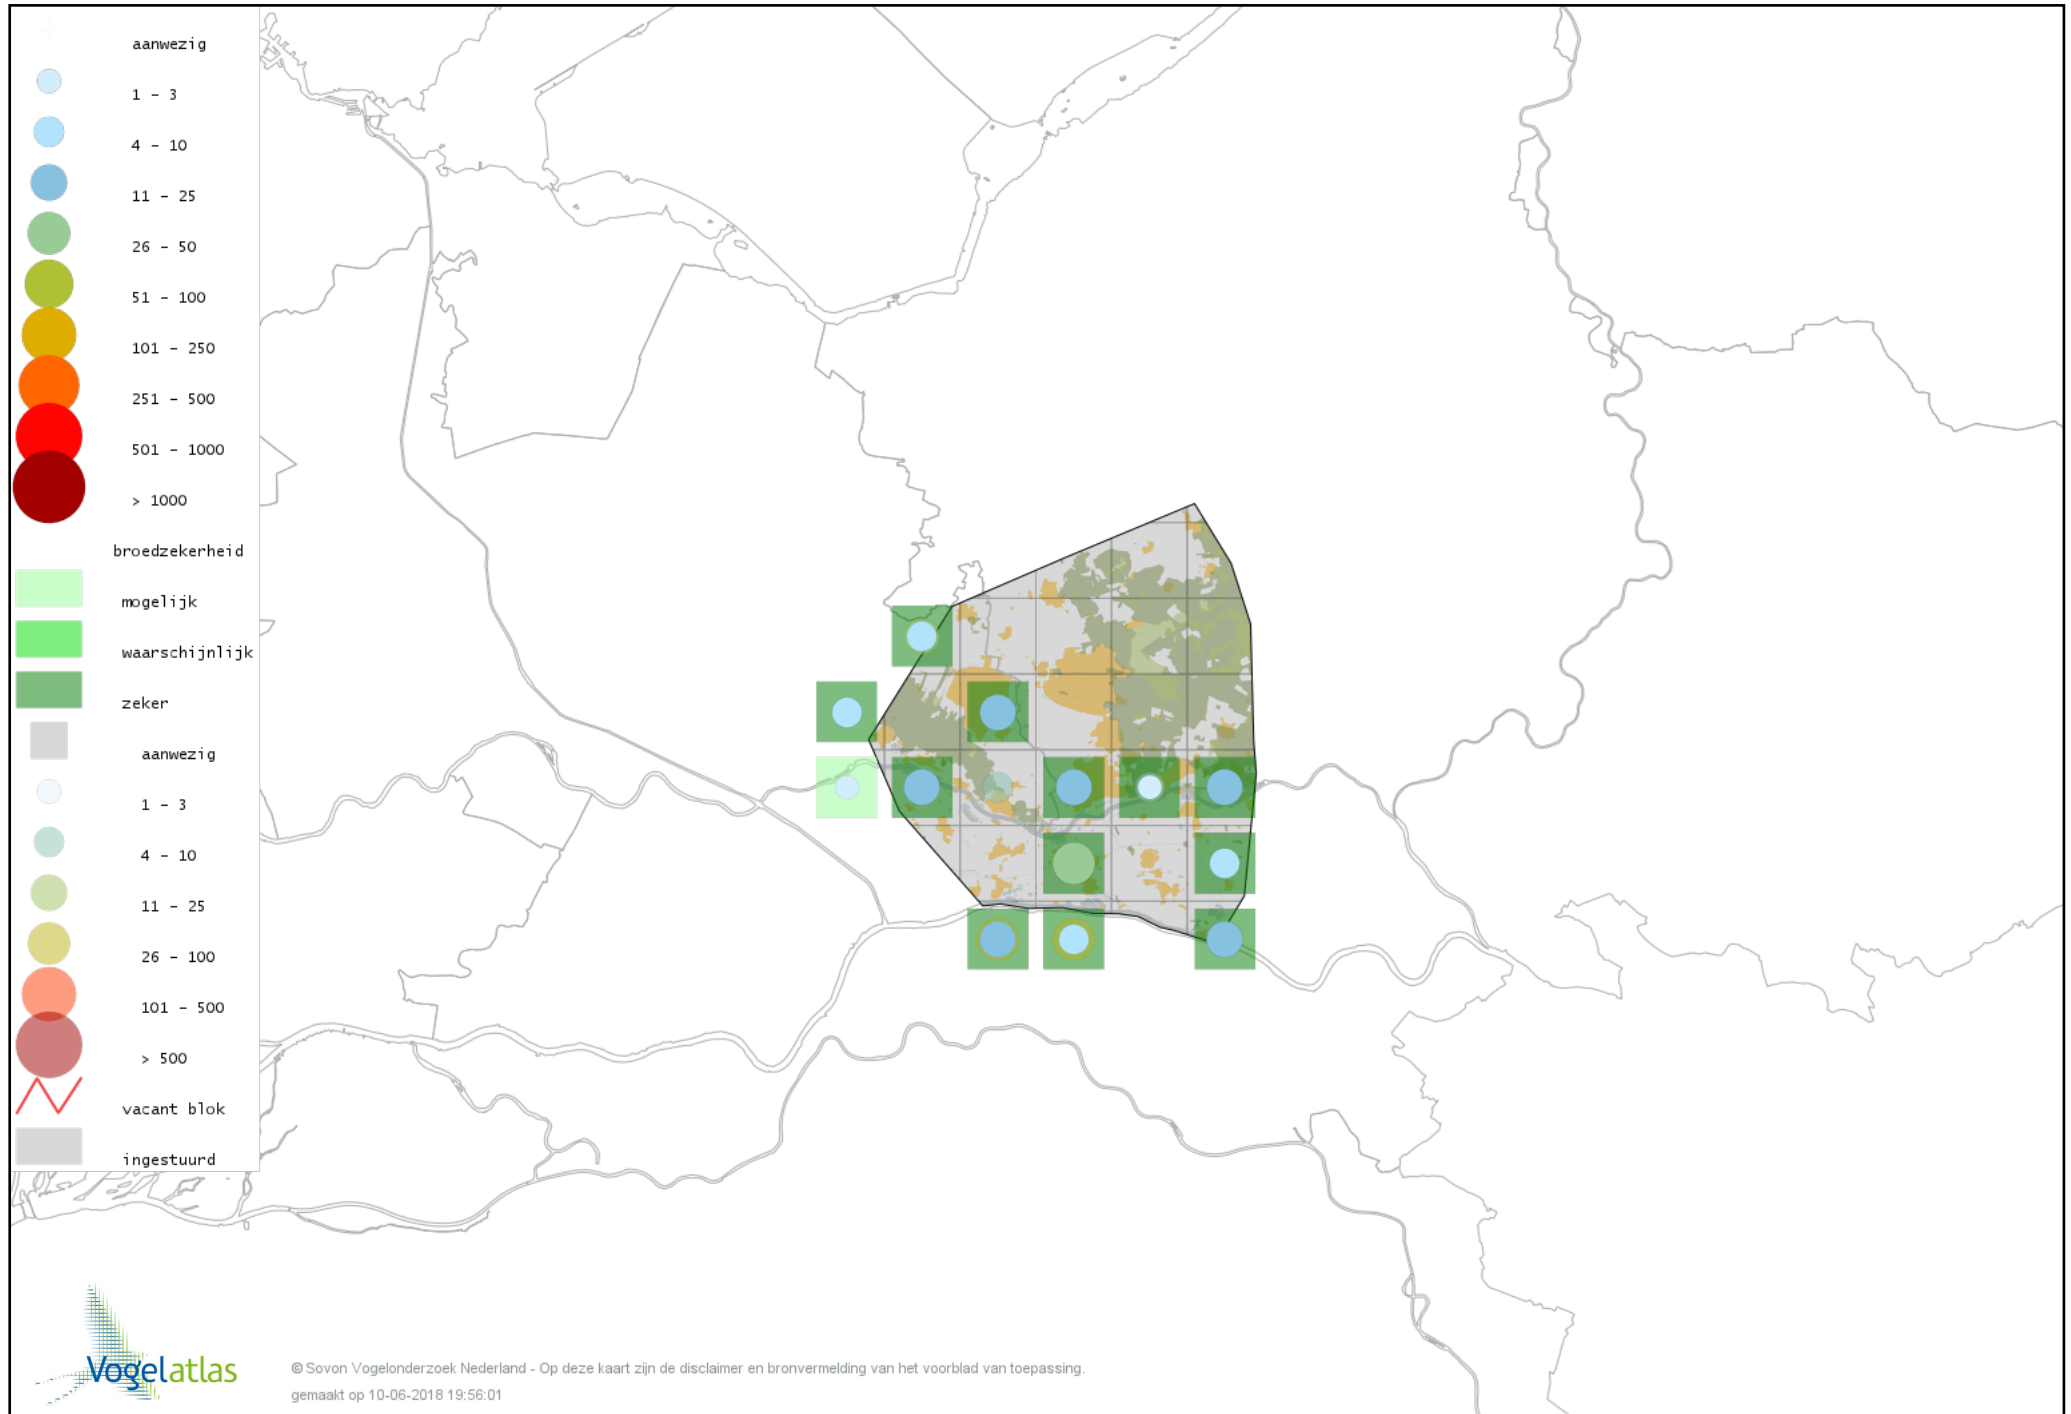 aanwezig
1 - 3
4 - 10
11 - 25
26 - 50
51 - 100
101 - 250
251 - 500
501 - 1000
> 1000
broedzekerheid
mogelijk
waarschijnlijk
zeker
aanwezig
1 - 3
4 - 10
11 - 25
26 - 100
101 - 500
> 500
vacant blok
ingestuurd
Vogelatlas
© Sovon Vogelonderzoek Nederland - Op deze kaart zijn de disclaimer en bronvermelding van het voorblad van toepassing.
gemaakt op 10-06-2018 19:56:01